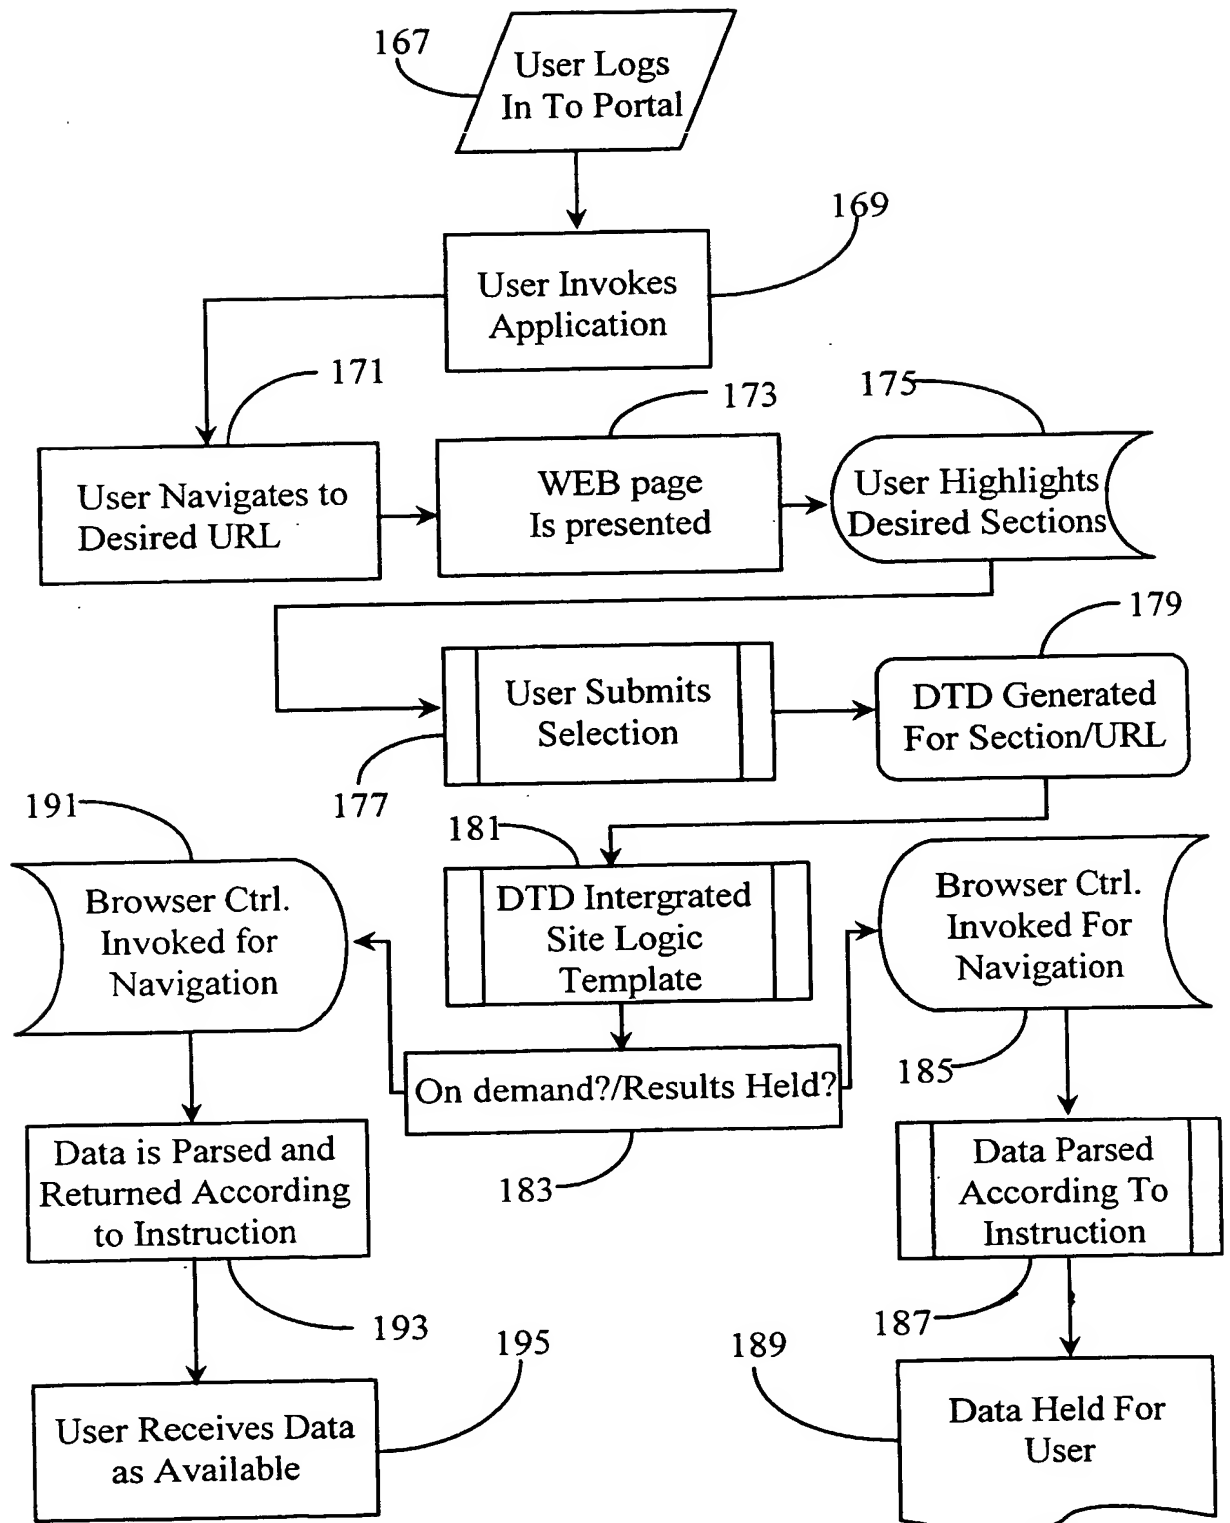 167
User Logs
In To Portal
169
User Invokes
Application
171
173
175
User Navigates to
Desired URL
WEB page
Is presented
User Highlights
Desired Sections
179
User Submits
Selection
DTD Generated
For Section/URL
177
191
181
Browser Ctrl.
Invoked for
Navigation
DTD Intergrated
Site Logic
Template
Browser Ctrl.
Invoked For
Navigation
185
On demand?/Results Held?
183
Data is Parsed and
Returned According
to Instruction
Data Parsed
According To
Instruction
193
187
195
189
User Receives Data
as Available
Data Held For
User